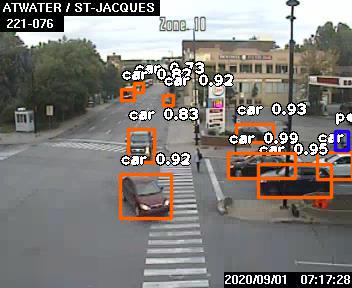 ATWATER / ST-JACQUES
221-076
Zone 10
car 0.73
car 0.82
car 0.92
car 0.83
car 0.93
pe
car 0.99
car
car 0.95
car 0.92
2020/09/01 07:17:28